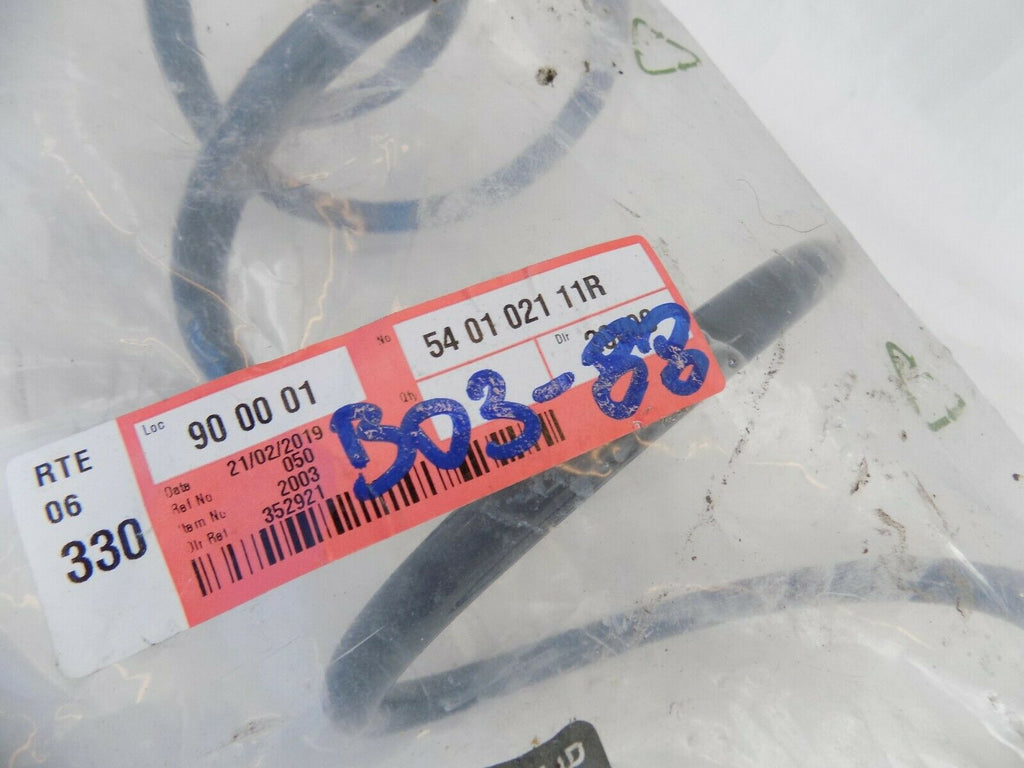 RTE
06
330
Loc 90 00 01
Date 21/02/2019
Ref No 050
Item No 2003
Dlr Ref 352921
No 54 01 021 11R
Qty
Dlr
B03-88